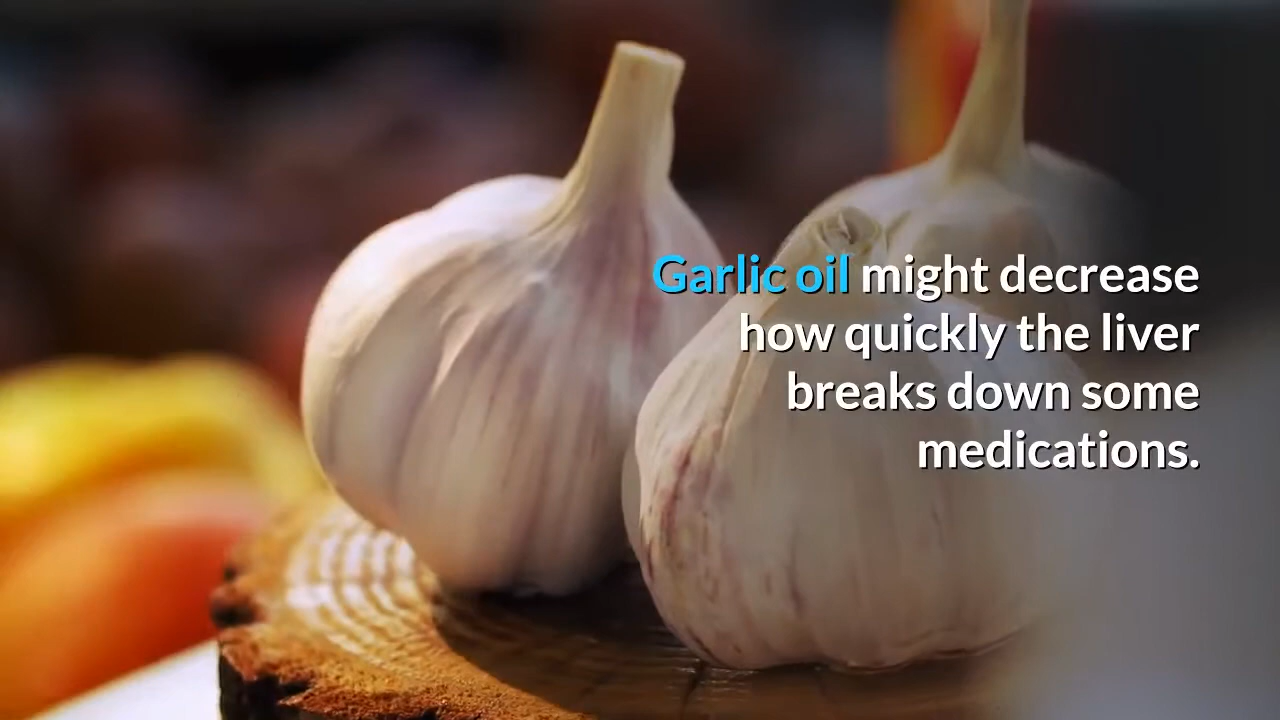 Garlic oil might decrease
how quickly the liver
breaks down some
medications.